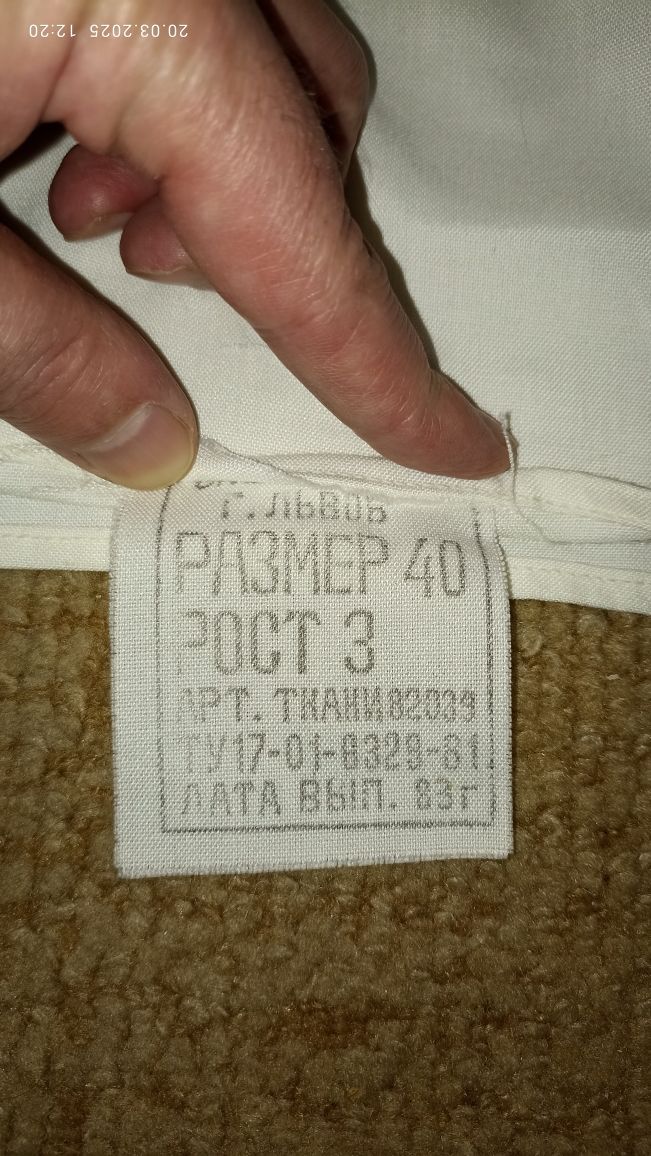 20.03.2025 12:20
г. ЛЬВОВ
РАЗМЕР 40
РОСТ 3
АРТ. ТКАНИ 82039
ТУ17-01-8329-81.
ДАТА ВЫП. 83г